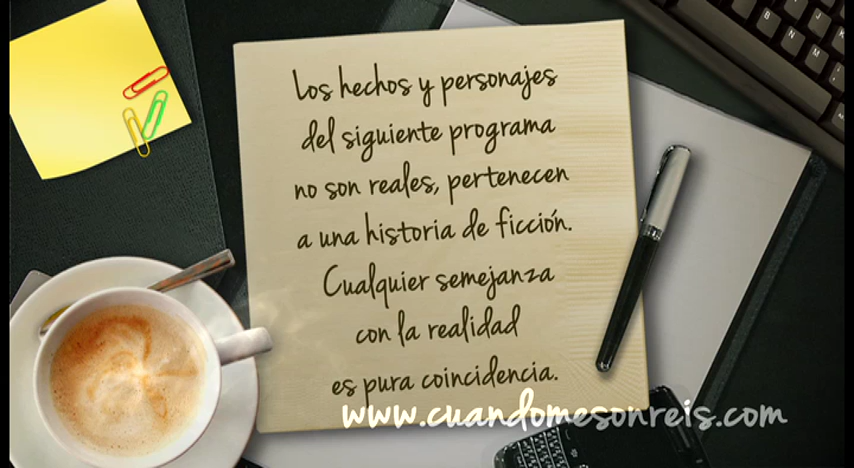 Los hechos y personajes
del siguiente programa
no son reales, pertenecen
a una historia de ficción.
Cualquier semejanza
con la realidad
es pura coincidencia.
www.cuandomesonreis.com
B
N
M
J
K
L